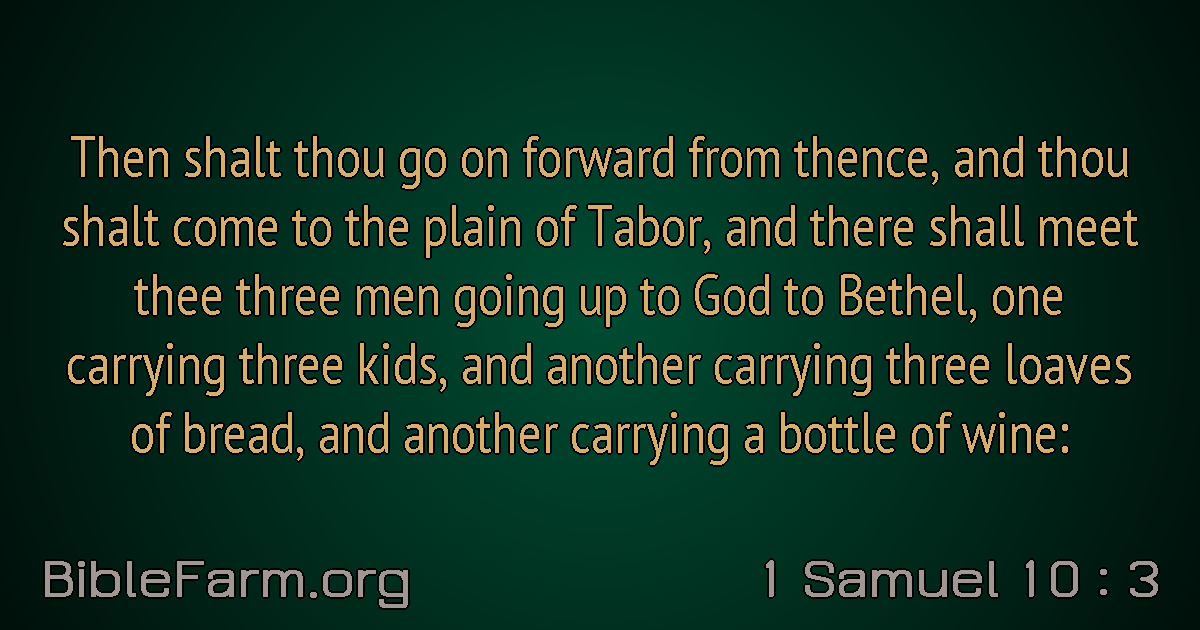 Then shalt thou go on forward from thence, and thou
shalt come to the plain of Tabor, and there shall meet
thee three men going up to God to Bethel, one
carrying three kids, and another carrying three loaves
of bread, and another carrying a bottle of wine:
BibleFarm.org
1 Samuel 10 : 3